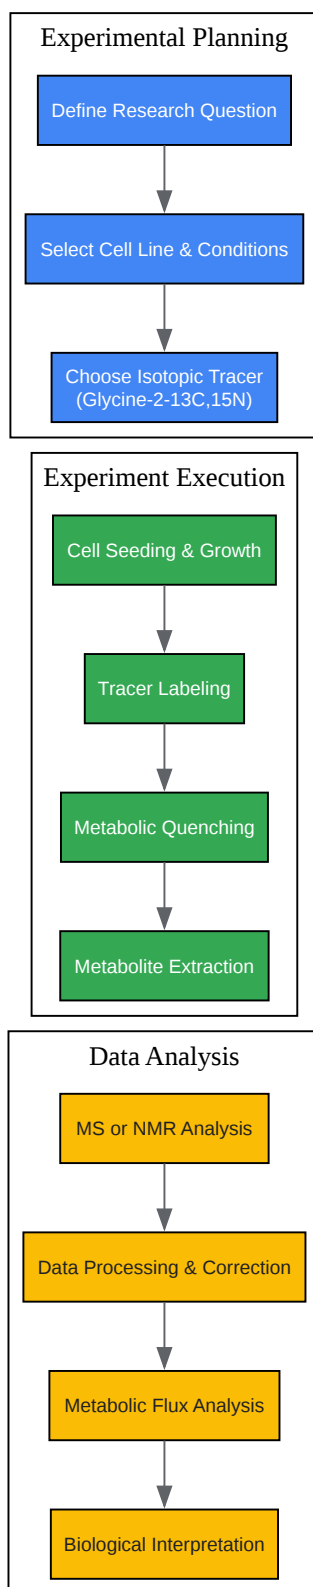 Experimental Planning
Define Research Question
Select Cell Line & Conditions
Choose Isotopic Tracer
(Glycine-2-13C,15N)
Experiment Execution
Cell Seeding & Growth
Tracer Labeling
Metabolic Quenching
Metabolite Extraction
Data Analysis
MS or NMR Analysis
Data Processing & Correction
Metabolic Flux Analysis
Biological Interpretation